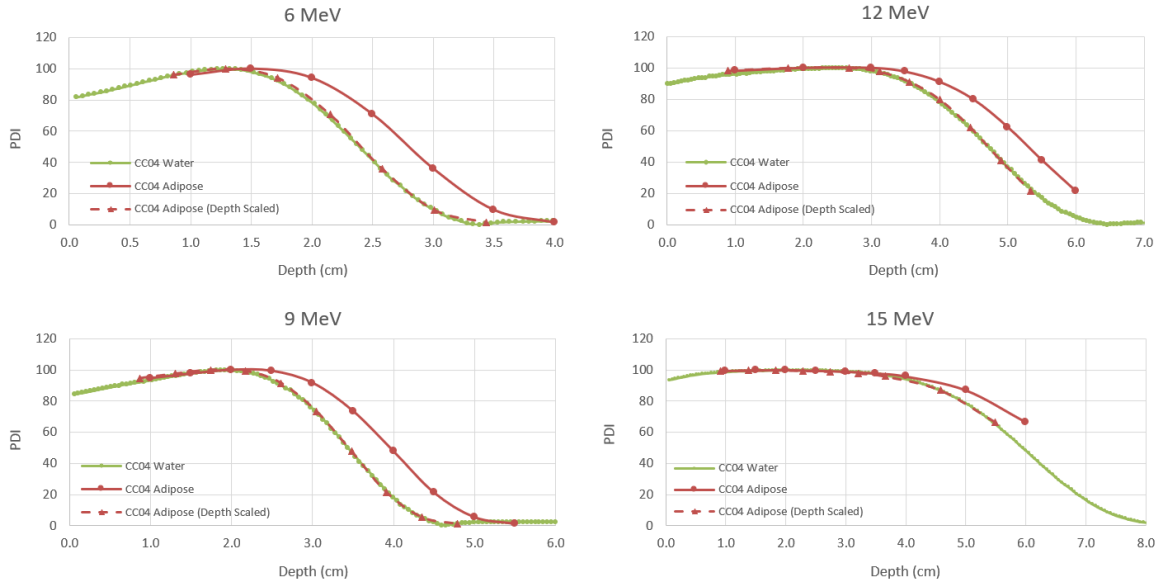 6 MeV
120
100
80
60
40
20
0
PDI
CC04 Water
CC04 Adipose
CC04 Adipose (Depth Scaled)
0.0 0.5 1.0 1.5 2.0 2.5 3.0 3.5 4.0
Depth (cm)
12 MeV
120
100
80
60
40
20
0
PDI
CC04 Water
CC04 Adipose
CC04 Adipose (Depth Scaled)
0.0 1.0 2.0 3.0 4.0 5.0 6.0 7.0
Depth (cm)
9 MeV
120
100
80
60
40
20
0
PDI
CC04 Water
CC04 Adipose
CC04 Adipose (Depth Scaled)
0.0 1.0 2.0 3.0 4.0 5.0 6.0
Depth (cm)
15 MeV
120
100
80
60
40
20
0
PDI
CC04 Water
CC04 Adipose
CC04 Adipose (Depth Scaled)
0.0 1.0 2.0 3.0 4.0 5.0 6.0 7.0 8.0
Depth (cm)